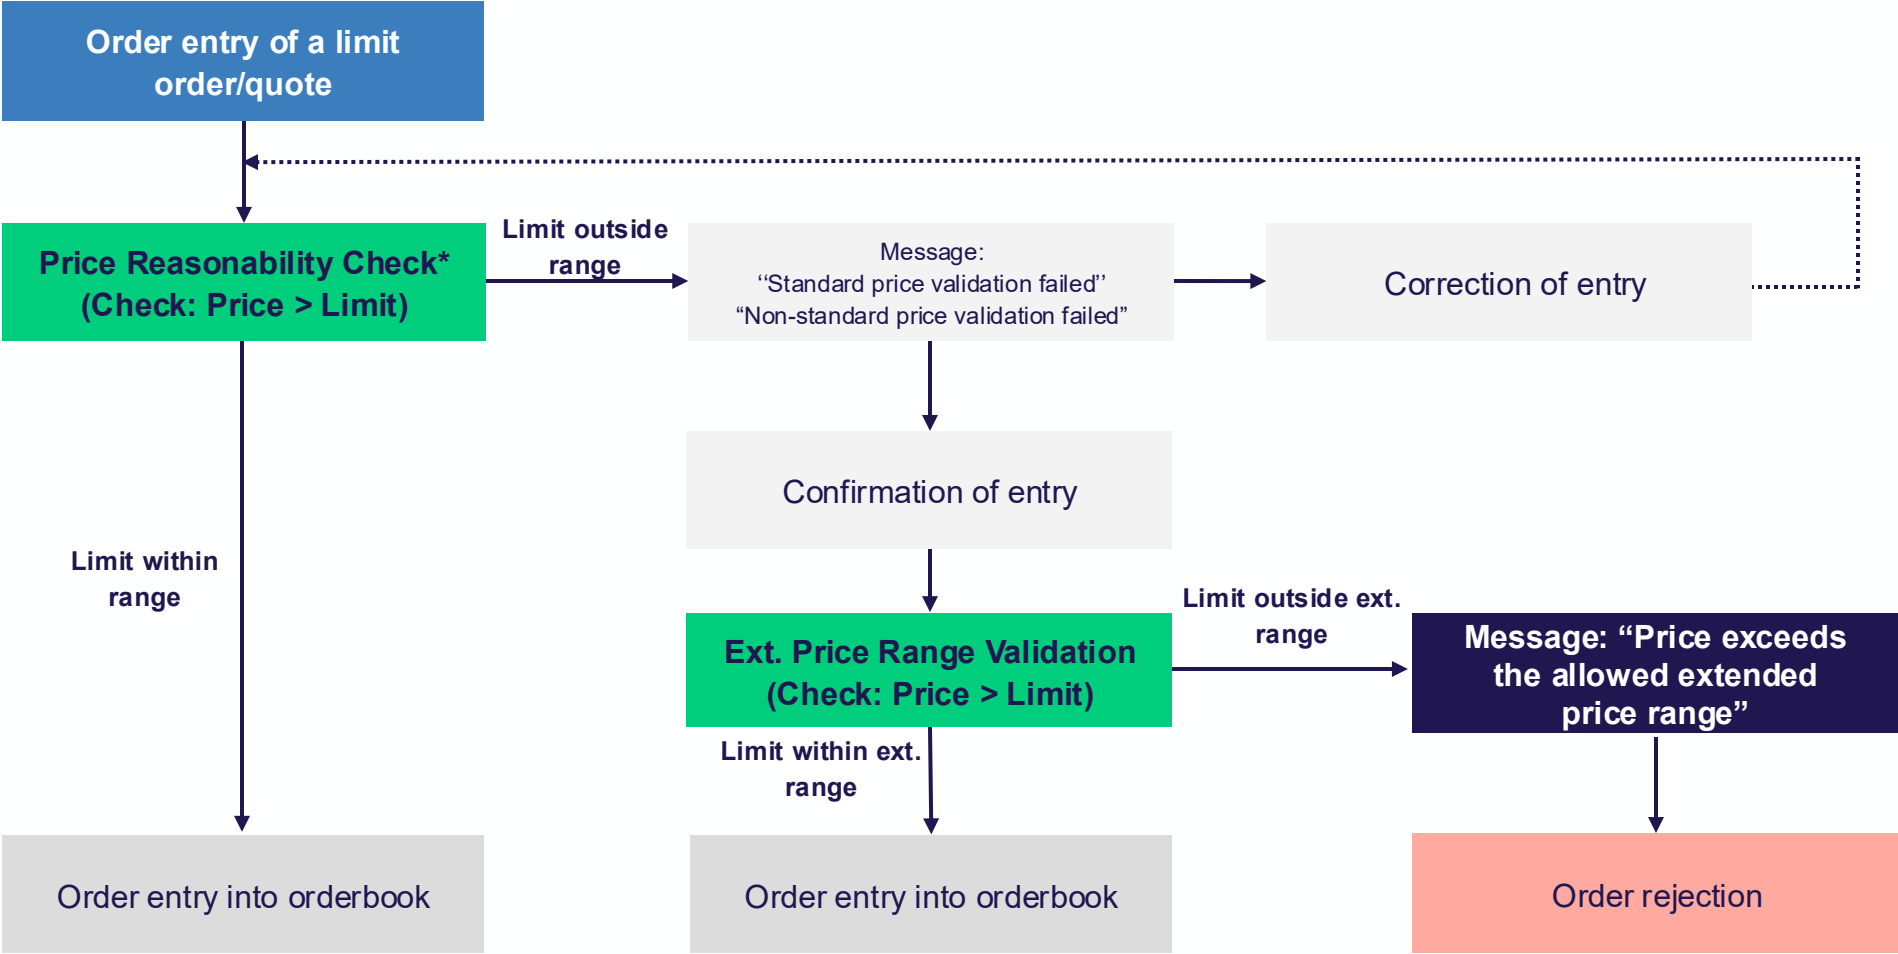 Order entry of a limit
order/quote
Limit outside
range
Price Reasonability Check*
(Check: Price > Limit)
Message:
‘‘Standard price validation failed’’
“Non-standard price validation failed”
Correction of entry
Confirmation of entry
Limit within
range
Limit outside ext.
range
Ext. Price Range Validation
(Check: Price > Limit)
Message: “Price exceeds
the allowed extended
price range”
Limit within ext.
range
Order entry into orderbook
Order entry into orderbook
Order rejection